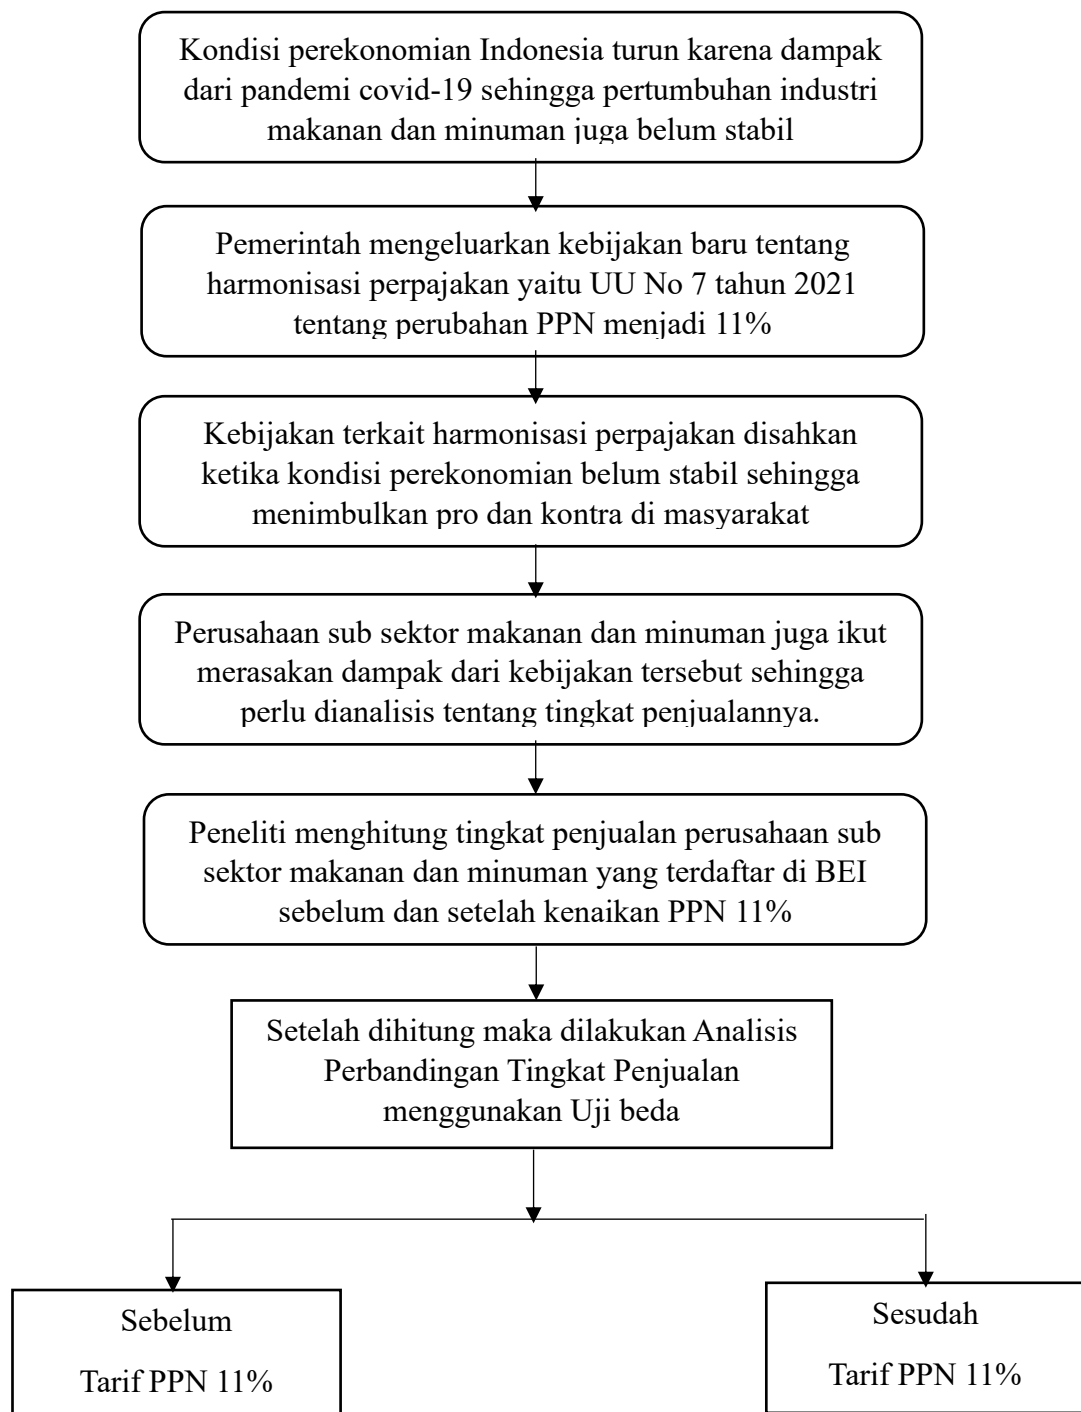 Kondisi perekonomian Indonesia turun karena dampak
dari pandemi covid-19 sehingga pertumbuhan industri
makanan dan minuman juga belum stabil
Pemerintah mengeluarkan kebijakan baru tentang
harmonisasi perpajakan yaitu UU No 7 tahun 2021
tentang perubahan PPN menjadi 11%
Kebijakan terkait harmonisasi perpajakan disahkan
ketika kondisi perekonomian belum stabil sehingga
menimbulkan pro dan kontra di masyarakat
Perusahaan sub sektor makanan dan minuman juga ikut
merasakan dampak dari kebijakan tersebut sehingga
perlu dianalisis tentang tingkat penjualannya.
Peneliti menghitung tingkat penjualan perusahaan sub
sektor makanan dan minuman yang terdaftar di BEI
sebelum dan setelah kenaikan PPN 11%
Setelah dihitung maka dilakukan Analisis
Perbandingan Tingkat Penjualan
menggunakan Uji beda
Sebelum
Tarif PPN 11%
Sesudah
Tarif PPN 11%